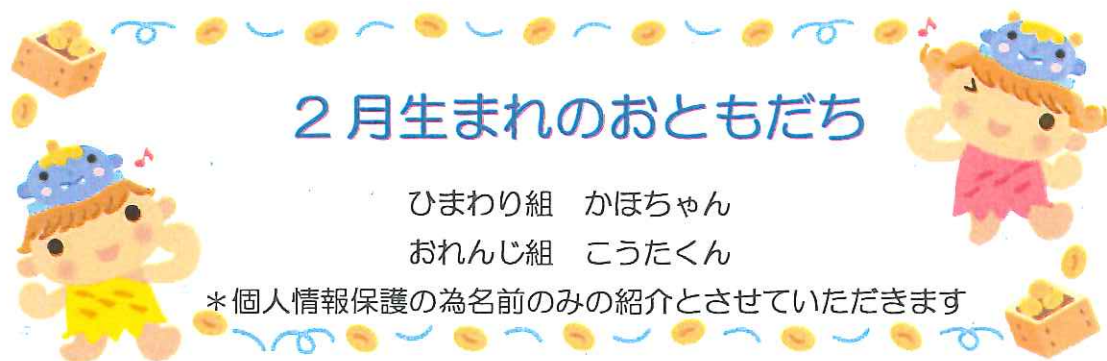 2月生まれのおともだち
ひまわり組　かほちゃん
おれんじ組　こうたくん
＊個人情報保護の為名前のみの紹介とさせていただきます